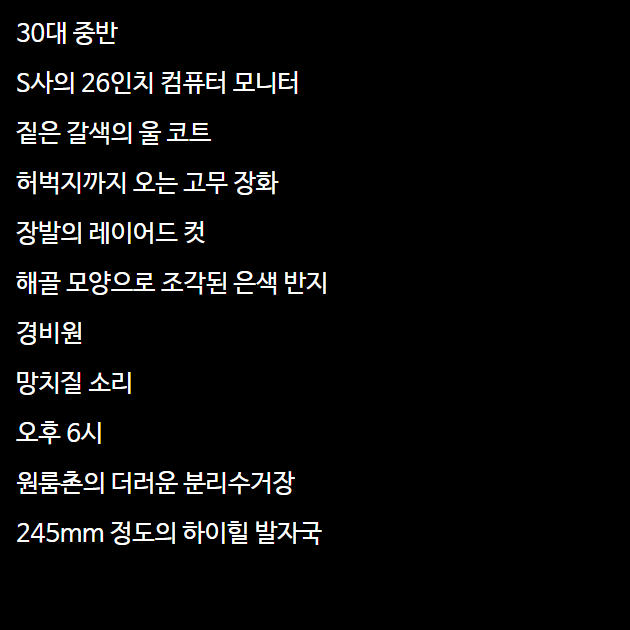 30대 중반
S사의 26인치 컴퓨터 모니터
짙은 갈색의 울 코트
허벅지까지 오는 고무 장화
장발의 레이어드 컷
해골 모양으로 조각된 은색 반지
경비원
망치질 소리
오후 6시
원룸촌의 더러운 분리수거장
245mm 정도의 하이힐 발자국